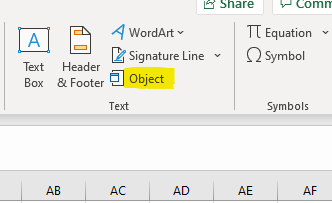 Share
Comm
A
WordArt
Equation
Signature Line
Symbol
Text
Box
Header
& Footer
Object
Text
Symbols
AB AC AD AE AF